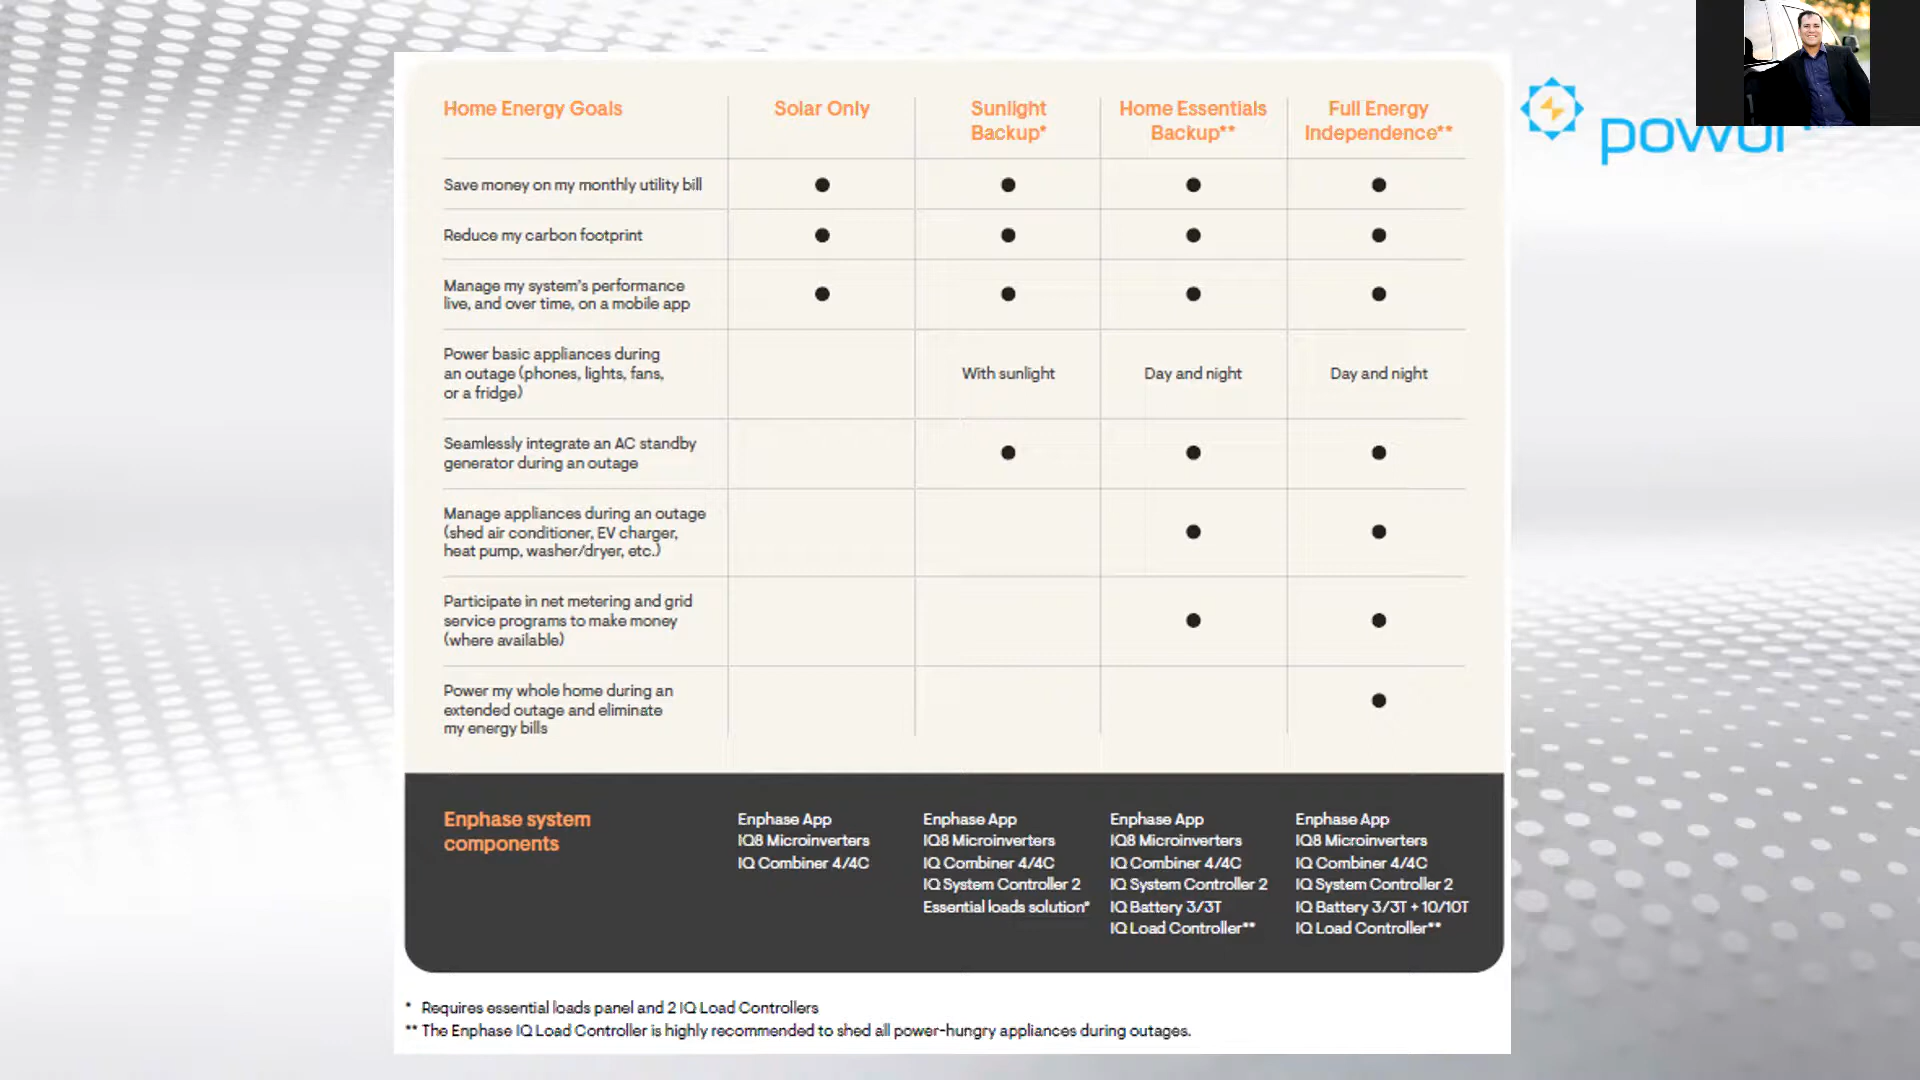 Home Energy Goals
Solar Only
Sunlight
Backup*
Home Essentials
Backup**
Full Energy
Independence**
Save money on my monthly utility bill
Reduce my carbon footprint
Manage my system's performance
live, and over time, on a mobile app
Power basic appliances during
an outage (phones, lights, fans,
or a fridge)
With sunlight
Day and night
Day and night
Seamlessly integrate an AC standby
generator during an outage
Manage appliances during an outage
(shed air conditioner, EV charger,
heat pump, washer/dryer, etc.)
Participate in net metering and grid
service programs to make money
(where available)
Power my whole home during an
extended outage and eliminate
my energy bills
Enphase system
components
Enphase App
IQ8 Microinverters
IQ Combiner 4/4C
Enphase App
IQ8 Microinverters
IQ Combiner 4/4C
IQ System Controller 2
Essential loads solution*
Enphase App
IQ8 Microinverters
IQ Combiner 4/4C
IQ System Controller 2
IQ Battery 3/3T
IQ Load Controller**
Enphase App
IQ8 Microinverters
IQ Combiner 4/4C
IQ System Controller 2
IQ Battery 3/3T + 10/10T
IQ Load Controller**
* Requires essential loads panel and 2 IQ Load Controllers
** The Enphase IQ Load Controller is highly recommended to shed all power-hungry appliances during outages.